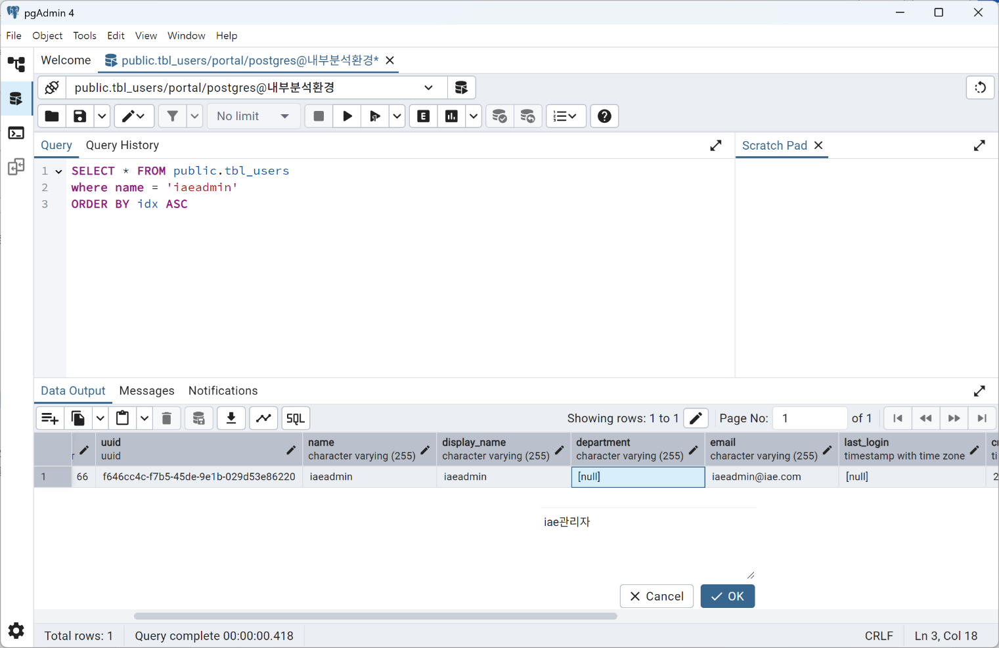 pgAdmin 4
File Object Tools Edit View Window Help
Welcome public.tbl_users/portal/postgres@내부분석환경*
public.tbl_users/portal/postgres@내부분석환경
No limit E
Query Query History Scratch Pad
1 SELECT * FROM public.tbl_users
2 where name = 'iaeadmin'
3 ORDER BY idx ASC
Data Output Messages Notifications
SQL Showing rows: 1 to 1 Page No: 1 of 1
uuid name display_name department email last_login
uuid character varying (255) character varying (255) character varying (255) character varying (255) timestamp with time zone
1 66 f646cc4c-f7b5-45de-9e1b-029d53e86220 iaeadmin iaeadmin [null] iaeadmin@iae.com [null]
iae관리자
Cancel OK
Total rows: 1 Query complete 00:00:00.418 CRLF Ln 3, Col 18